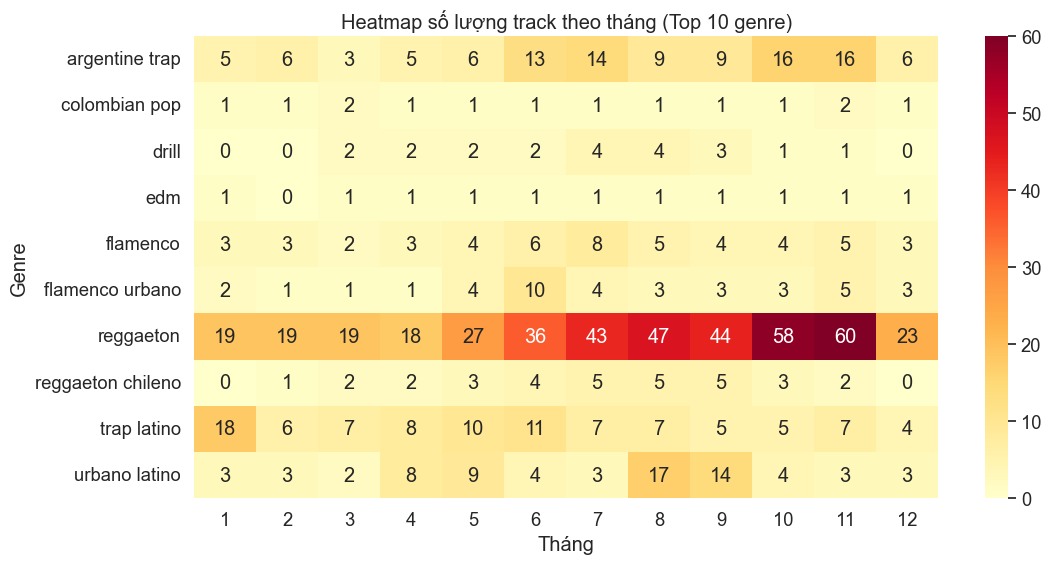 Heatmap số lượng track theo tháng (Top 10 genre)
Genre
argentine trap 5 6 3 5 6 13 14 9 9 16 16 6
colombian pop 1 1 2 1 1 1 1 1 1 1 2 1
drill 0 0 2 2 2 2 4 4 3 1 1 0
edm 1 0 1 1 1 1 1 1 1 1 1 1
flamenco 3 3 2 3 4 6 8 5 4 4 5 3
flamenco urbano 2 1 1 1 4 10 4 3 3 3 5 3
reggaeton 19 19 19 18 27 36 43 47 44 58 60 23
reggaeton chileno 0 1 2 2 3 4 5 5 5 3 2 0
trap latino 18 6 7 8 10 11 7 7 5 5 7 4
urbano latino 3 3 2 8 9 4 3 17 14 4 3 3
1 2 3 4 5 6 7 8 9 10 11 12
Tháng
60
50
40
30
20
10
0